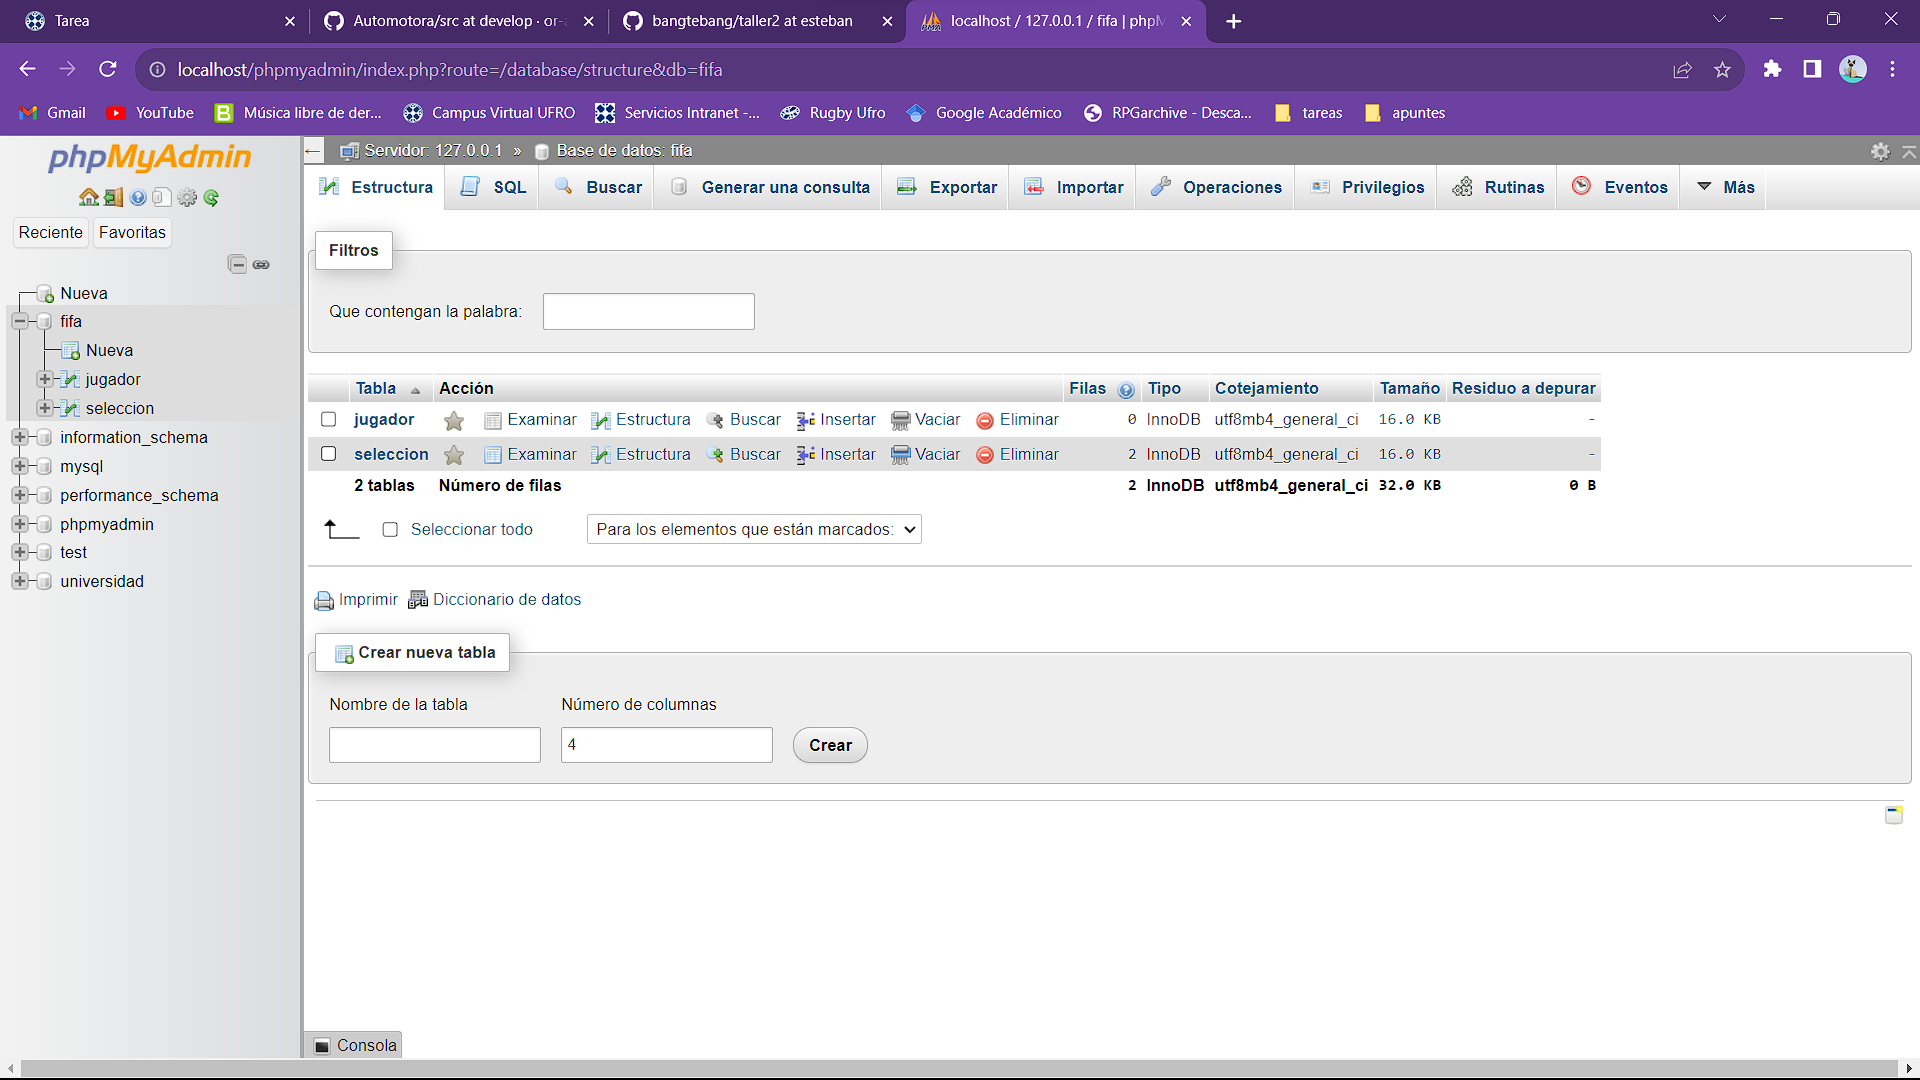 Tarea
Automotora/src at develop · or-a
bangtebang/taller2 at esteban
localhost / 127.0.0.1 / fifa | phpM
localhost/phpmyadmin/index.php?route=/database/structure&db=fifa
Gmail
YouTube
Música libre de der...
Campus Virtual UFRO
Servicios Intranet -...
Rugby Ufro
Google Académico
RPGarchive - Desca...
tareas
apuntes
phpMyAdmin
Reciente
Favoritas
Nueva
fifa
Nueva
jugador
seleccion
information_schema
mysql
performance_schema
phpmyadmin
test
universidad
Servidor: 127.0.0.1 » Base de datos: fifa
Estructura SQL Buscar Generar una consulta Exportar Importar Operaciones Privilegios Rutinas Eventos Más
Filtros
Que contengan la palabra:
Tabla Acción Filas Tipo Cotejamiento Tamaño Residuo a depurar
jugador Examinar Estructura Buscar Insertar Vaciar Eliminar 0 InnoDB utf8mb4_general_ci 16.0 KB -
seleccion Examinar Estructura Buscar Insertar Vaciar Eliminar 2 InnoDB utf8mb4_general_ci 16.0 KB -
2 tablas Número de filas 2 InnoDB utf8mb4_general_ci 32.0 KB 0 B
Seleccionar todo
Para los elementos que están marcados:
Imprimir Diccionario de datos
Crear nueva tabla
Nombre de la tabla Número de columnas
4 Crear
Consola